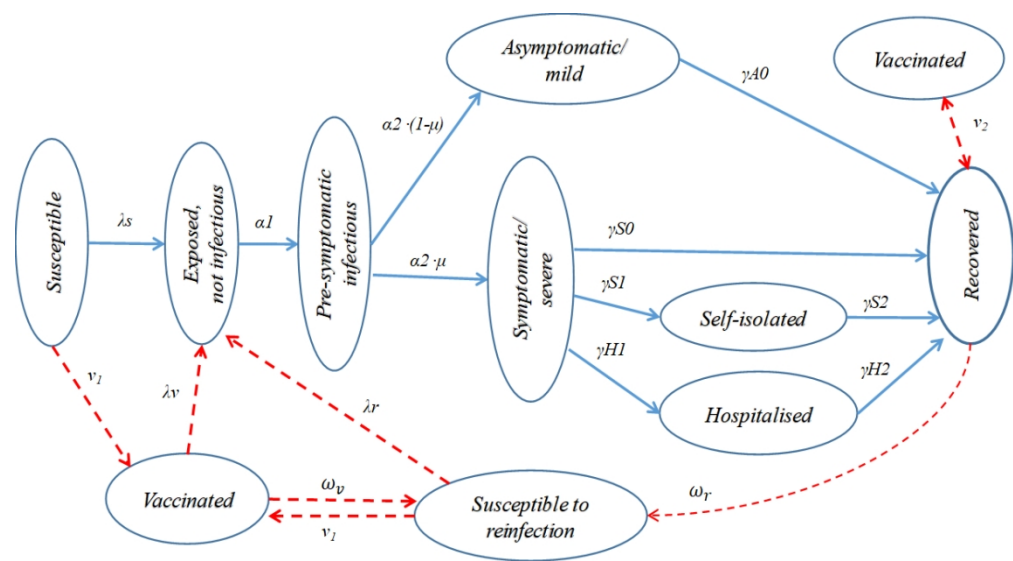 Susceptible
λs
Exposed,
not infectious
α1
Pre-symptomatic
infectious
α2 ·(1-μ)
α2 ·μ
Asymptomatic/
mild
γA0
Vaccinated
v₂
Symptomatic/
severe
γS0
γS1
Self-isolated
γS2
γH1
Hospitalised
γH2
Recovered
v₁
λv
λr
Vaccinated
ωᵥ
v₁
Susceptible to
reinfection
ωᵣ